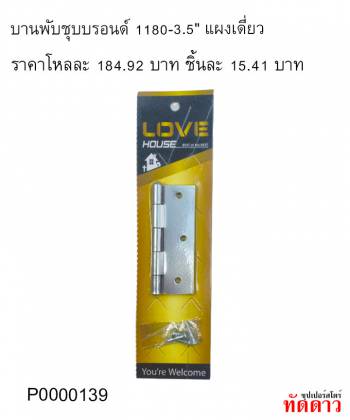 บานพับชุบบรอนด์ 1180-3.5" แผงเดี่ยว
ราคาโหลละ 184.92 บาท ชิ้นละ 15.41 บาท
LOVE
HOUSE
You're Welcome
P0000139
ซุปเปอร์สโตร์
ทัดดาว